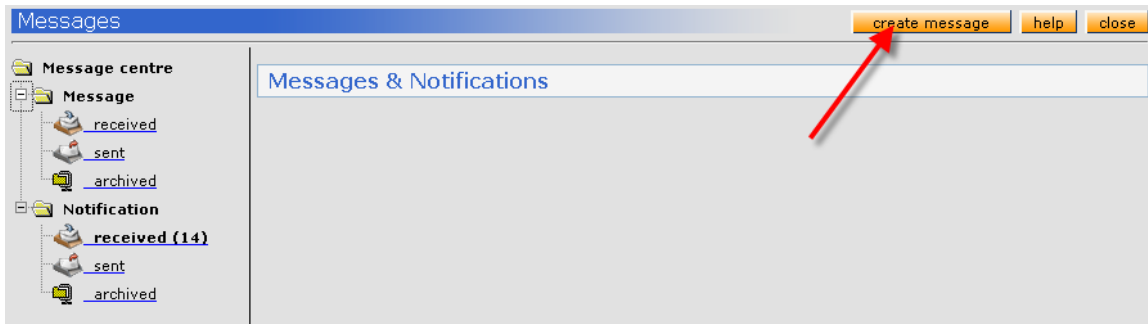 Messages
create message help close
Message centre
Message
received
sent
archived
Notification
received (14)
sent
archived
Messages & Notifications